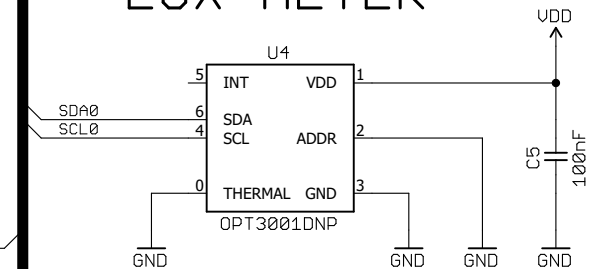 LUX METER
VDD
U4
5 INT VDD 1
SDA0 6 SDA
SCL0 4 SCL ADDR 2
C5 100nF
0 THERMAL GND 3
OPT3001DNP
GND GND GND GND